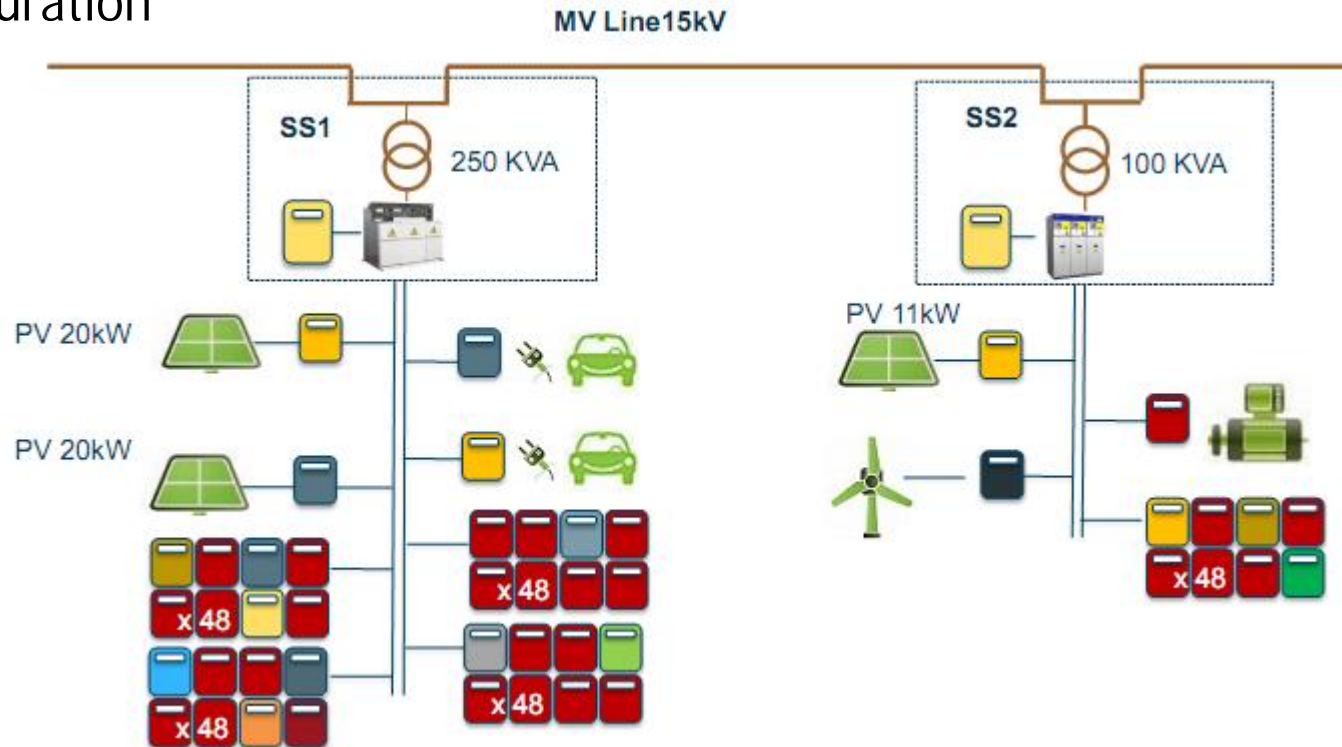 uration
MV Line15kV
SS1
250 KVA
SS2
100 KVA
PV 20kW
PV 11kW
PV 20kW
x 48
x 48
x 48
x 48
x 48